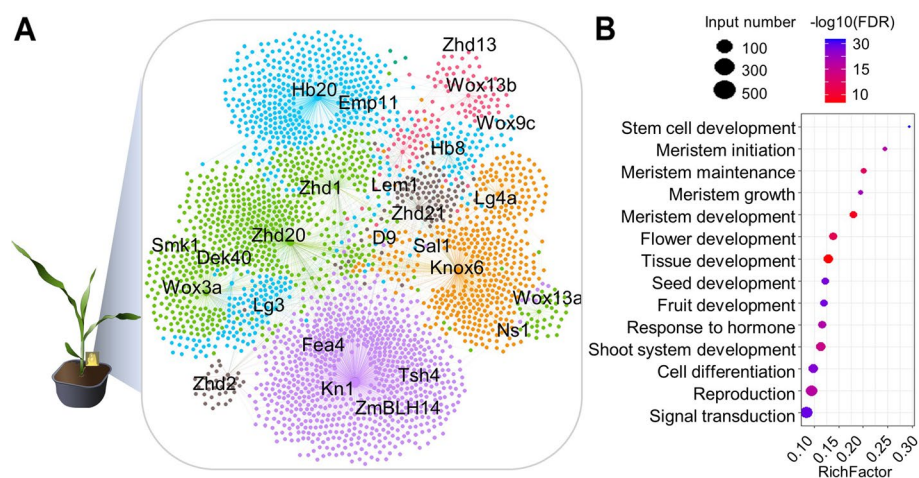 A
Zhd13
Hb20
Emp11
Wox13b
Wox9c
Hb8
Zhd1
Lem1
Lg4a
Zhd21
Zhd20
D9
Sal1
Smk1
Dek40
Knox6
Wox3a
Lg3
Wox13a
Ns1
Fea4
Zhd2
Kn1
Tsh4
ZmBLH14
B
Input number
100
300
500
-log10(FDR)
30
15
10
Stem cell development
Meristem initiation
Meristem maintenance
Meristem growth
Meristem development
Flower development
Tissue development
Seed development
Fruit development
Response to hormone
Shoot system development
Cell differentiation
Reproduction
Signal transduction
0.10
0.15
0.20
0.25
0.30
RichFactor